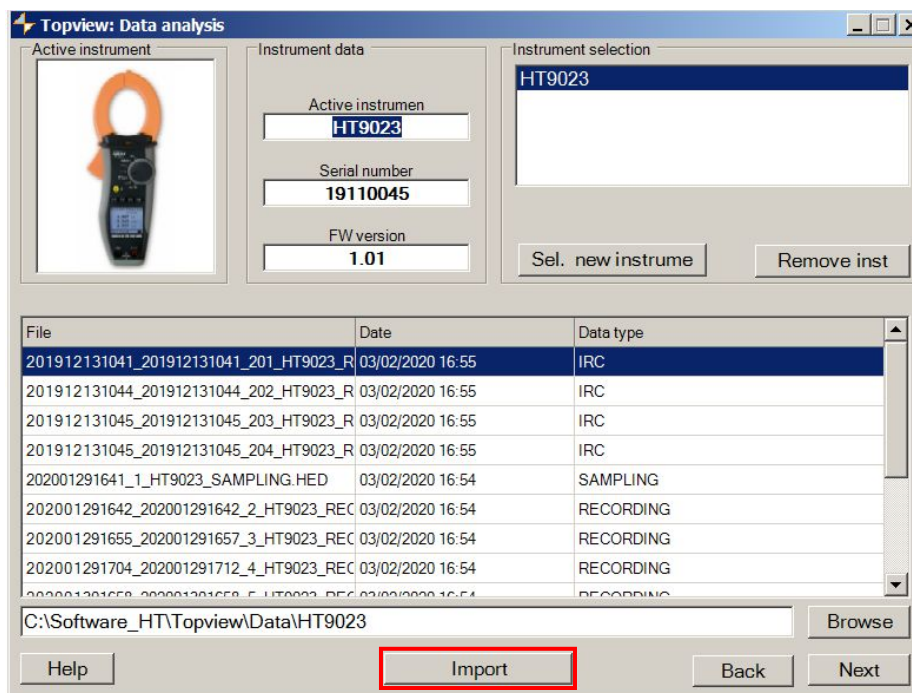 Topview: Data analysis
Active instrument
Instrument data
Active instrumen
HT9023
Serial number
19110045
FW version
1.01
Instrument selection
HT9023
Sel. new instrume
Remove inst
File Date Data type
201912131041_201912131041_201_HT9023_R 03/02/2020 16:55 IRC
201912131044_201912131044_202_HT9023_R 03/02/2020 16:55 IRC
201912131045_201912131045_203_HT9023_R 03/02/2020 16:55 IRC
201912131045_201912131045_204_HT9023_R 03/02/2020 16:55 IRC
202001291641_1_HT9023_SAMPLING.HED 03/02/2020 16:54 SAMPLING
202001291642_202001291642_2_HT9023_REC 03/02/2020 16:54 RECORDING
202001291655_202001291657_3_HT9023_REC 03/02/2020 16:54 RECORDING
202001291704_202001291712_4_HT9023_REC 03/02/2020 16:54 RECORDING
C:\Software_HT\Topview\Data\HT9023
Browse
Help
Import
Back
Next